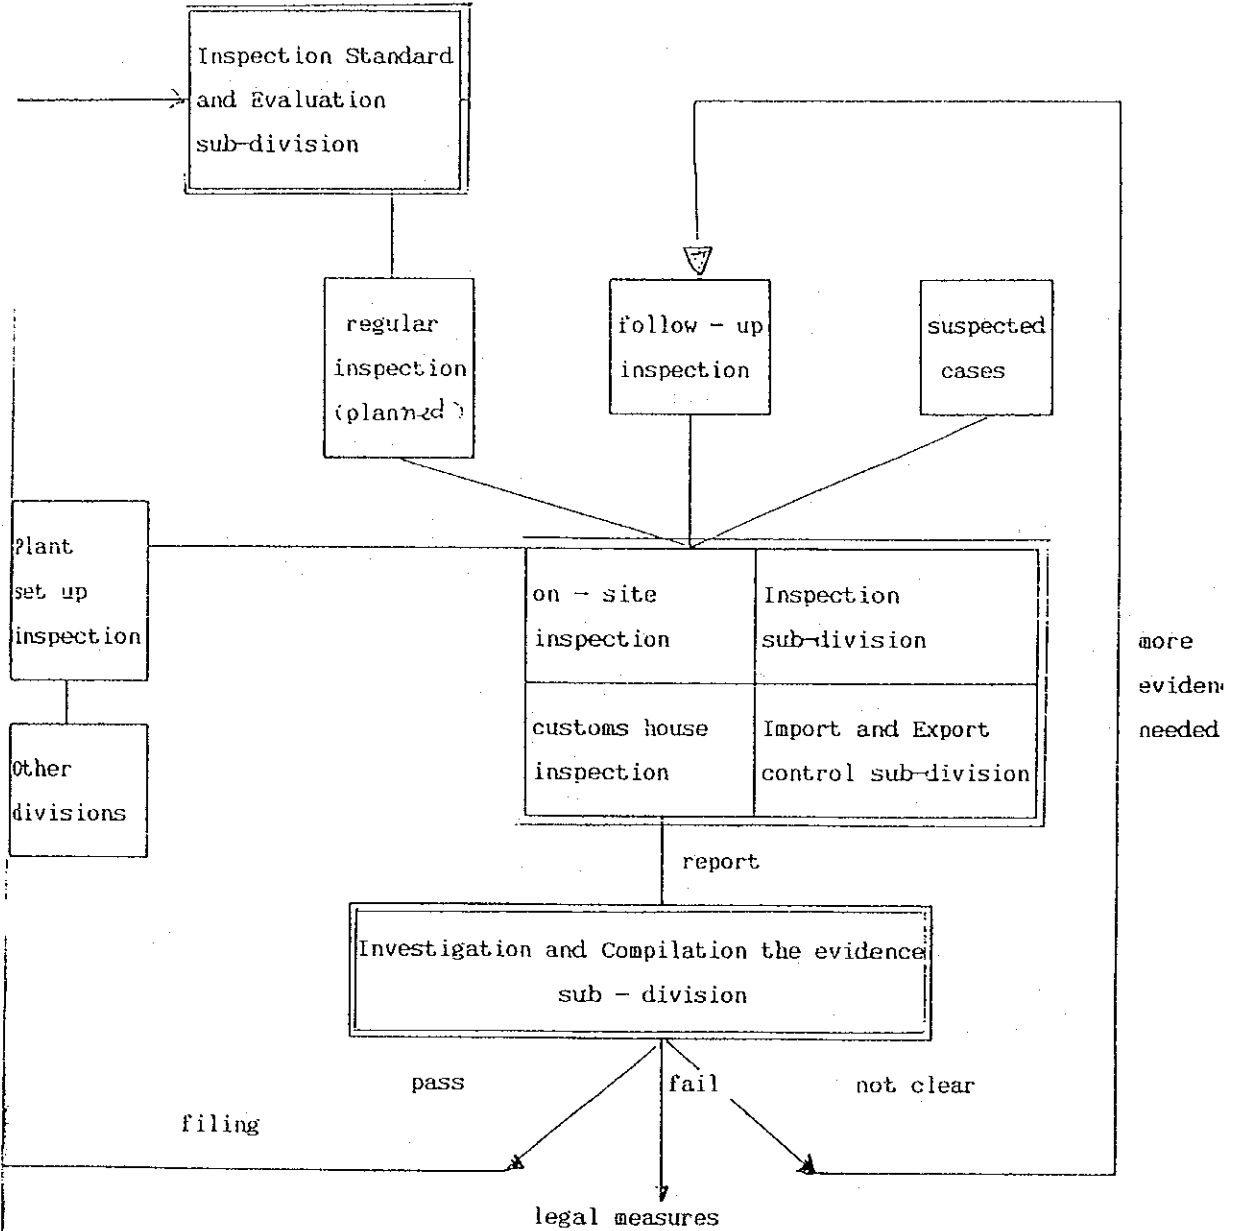 Inspection Standard
and Evaluation
sub-division
regular
inspection
(planned)
follow - up
inspection
suspected
cases
Plant
set up
inspection
Other
divisions
on - site
inspection
Inspection
sub-division
customs house
inspection
Import and Export
control sub-division
more
eviden
needed
report
Investigation and Compilation the evidence
sub - division
pass
fail
not clear
filing
legal measures